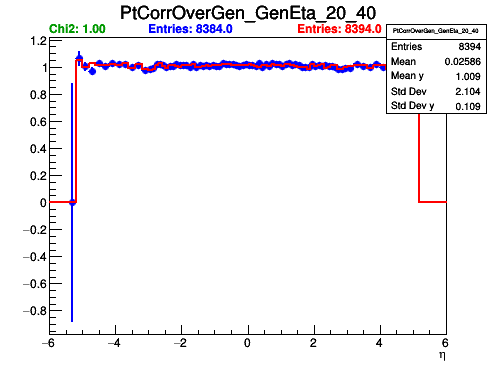 PtCorrOverGen_GenEta_20_40
Chi2: 1.00 Entries: 8384.0 Entries: 8394.0
PtCorrOverGen_GenEta_20_40
Entries 8394
Mean 0.02586
Mean y 1.009
Std Dev 2.104
Std Dev y 0.109
1.2
1.0
0.8
0.6
0.4
0.2
0
−0.2
−0.4
−0.6
−0.8
−6 −4 −2 0 2 4 6
η